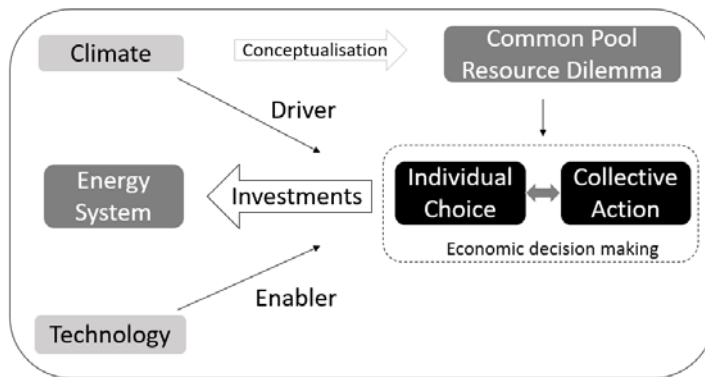 Climate
Conceptualisation
Common Pool
Resource Dilemma
Driver
Energy
System
Investments
Individual
Choice
Collective
Action
Economic decision making
Enabler
Technology